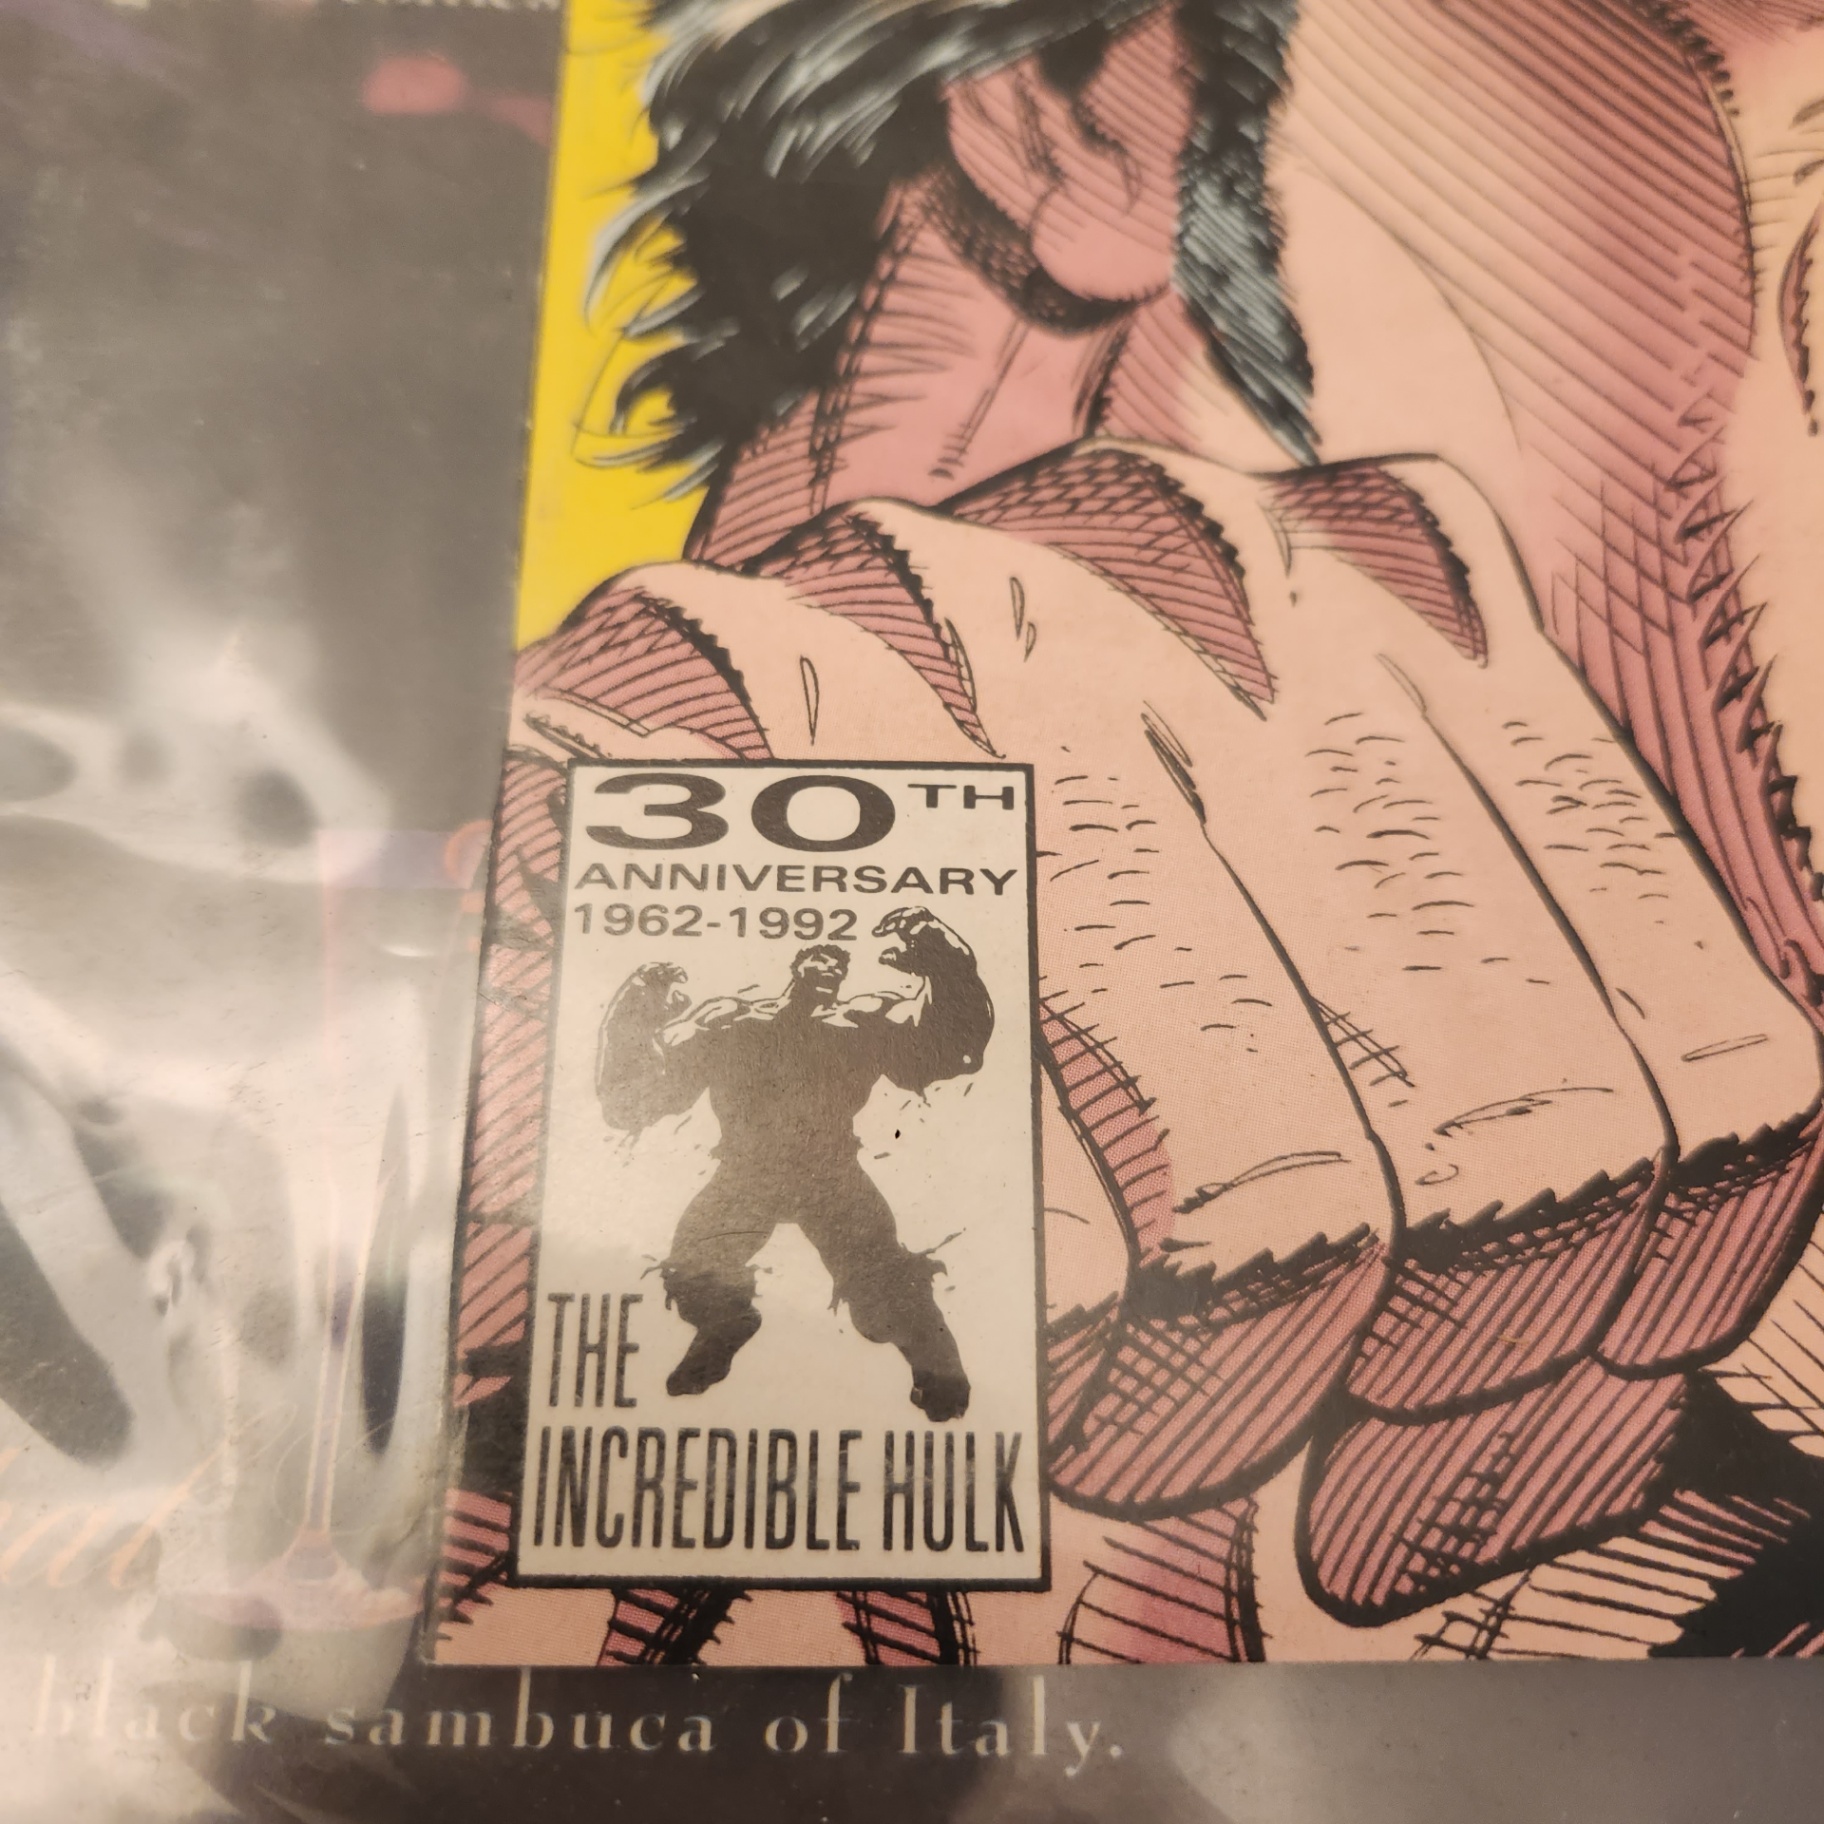 30TH
ANNIVERSARY
1962-1992
THE
INCREDIBLE HULK
black sambuca of Italy.